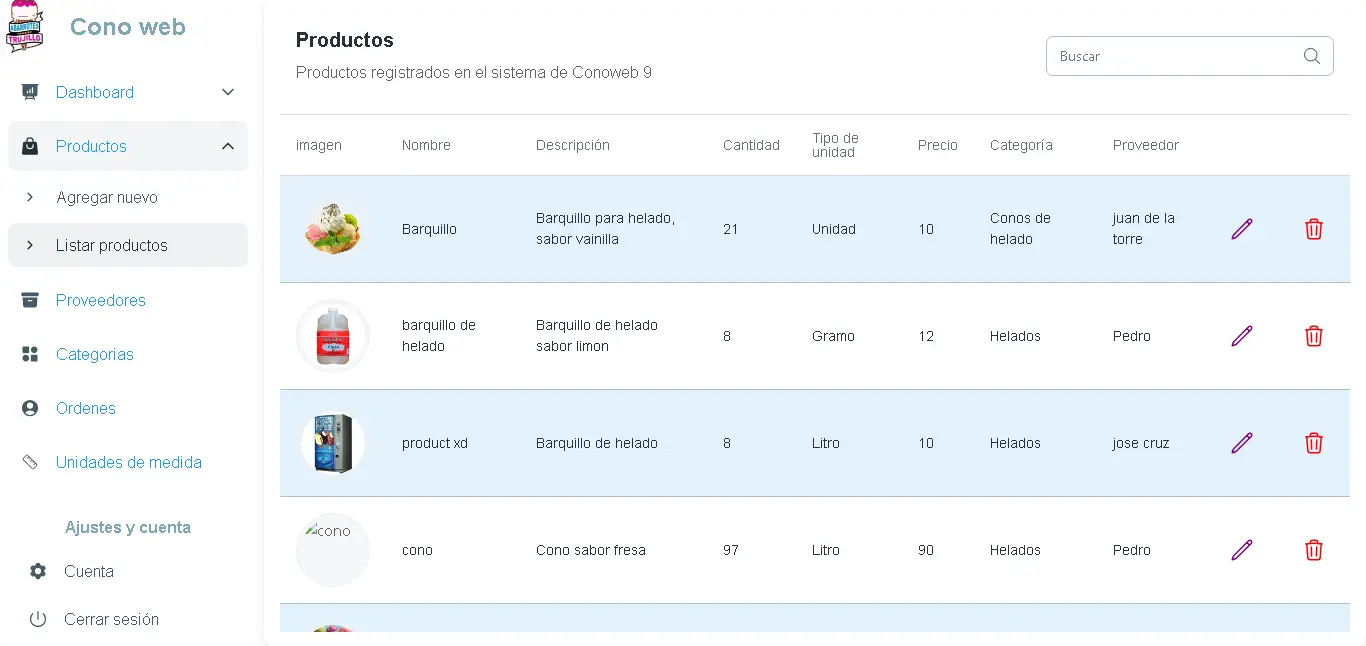 ABARROTES
TRUJILLO
Cono web
Dashboard
Productos
Agregar nuevo
Listar productos
Proveedores
Categorias
Ordenes
Unidades de medida
Ajustes y cuenta
Cuenta
Cerrar sesión
Productos
Productos registrados en el sistema de Conoweb 9
Buscar
imagen Nombre Descripción Cantidad Tipo de unidad Precio Categoría Proveedor
Barquillo Barquillo para helado, sabor vainilla 21 Unidad 10 Conos de helado juan de la torre
barquillo de helado Barquillo de helado sabor limon 8 Gramo 12 Helados Pedro
product xd Barquillo de helado 8 Litro 10 Helados jose cruz
cono cono Cono sabor fresa 97 Litro 90 Helados Pedro